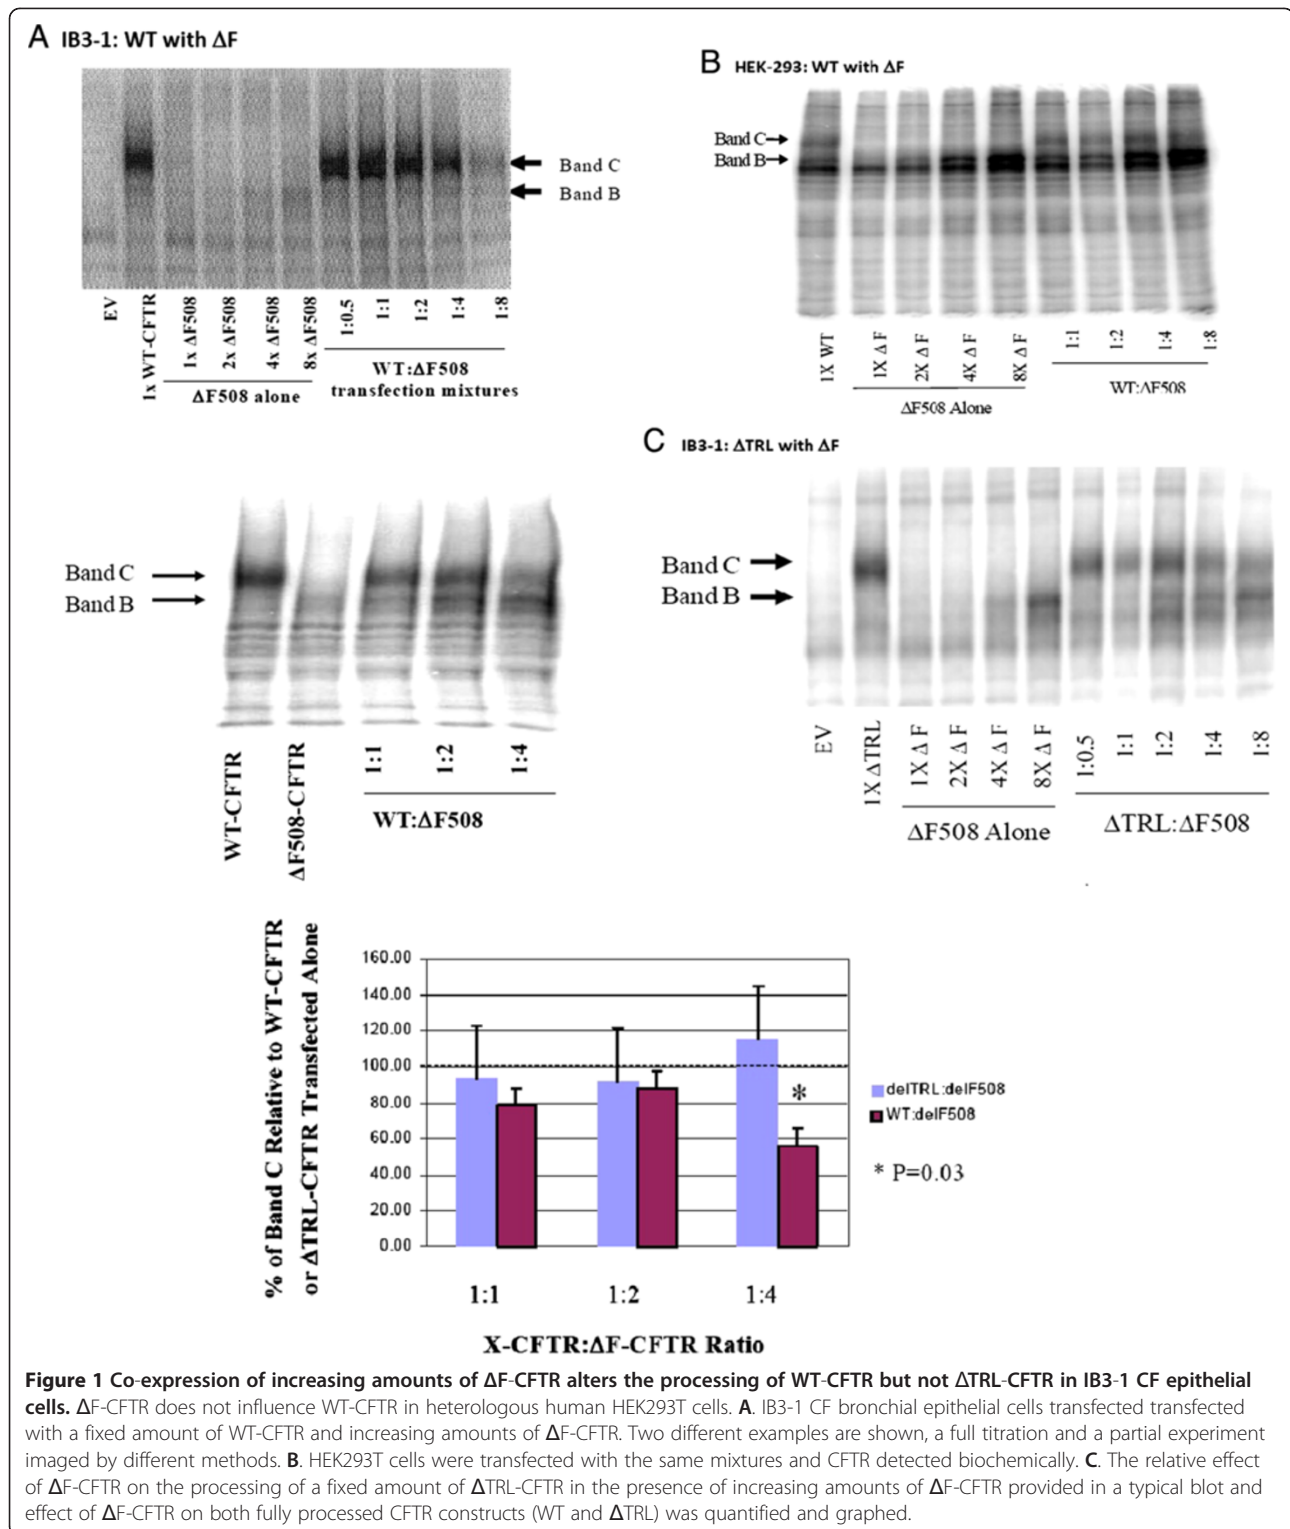 A IB3-1: WT with ΔF
Band C
Band B
EV
1x WT-CFTR
1x ΔF508
2x ΔF508
4x ΔF508
8x ΔF508
1:0.5
1:1
1:2
1:4
1:8
ΔF508 alone
WT:ΔF508
transfection mixtures
B HEK-293: WT with ΔF
Band C
Band B
1X WT
1X Δ F
2X Δ F
4X Δ F
8X Δ F
1:1
1:2
1:4
1:8
ΔF508 Alone
WT:ΔF508
Band C
Band B
WT-CFTR
ΔF508-CFTR
1:1
1:2
1:4
WT:ΔF508
C IB3-1: ΔTRL with ΔF
Band C
Band B
EV
1X ΔTRL
1X Δ F
2X Δ F
4X Δ F
8X Δ F
1:0.5
1:1
1:2
1:4
1:8
ΔF508 Alone
ΔTRL:ΔF508
% of Band C Relative to WT-CFTR
or ΔTRL-CFTR Transfected Alone
160.00
140.00
120.00
100.00
80.00
60.00
40.00
20.00
0.00
*
delTRL:delF508
WT:delF508
* P=0.03
1:1
1:2
1:4
X-CFTR:ΔF-CFTR Ratio
Figure 1 Co-expression of increasing amounts of ΔF-CFTR alters the processing of WT-CFTR but not ΔTRL-CFTR in IB3-1 CF epithelial
cells. ΔF-CFTR does not influence WT-CFTR in heterologous human HEK293T cells. A. IB3-1 CF bronchial epithelial cells transfected transfected
with a fixed amount of WT-CFTR and increasing amounts of ΔF-CFTR. Two different examples are shown, a full titration and a partial experiment
imaged by different methods. B. HEK293T cells were transfected with the same mixtures and CFTR detected biochemically. C. The relative effect
of ΔF-CFTR on the processing of a fixed amount of ΔTRL-CFTR in the presence of increasing amounts of ΔF-CFTR provided in a typical blot and
effect of ΔF-CFTR on both fully processed CFTR constructs (WT and ΔTRL) was quantified and graphed.